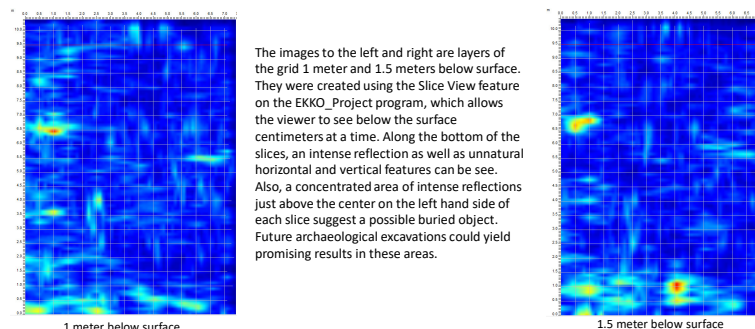 The images to the left and right are layers of
the grid 1 meter and 1.5 meters below surface.
They were created using the Slice View feature
on the EKKO_Project program, which allows
the viewer to see below the surface
centimeters at a time. Along the bottom of the
slices, an intense reflection as well as unnatural
horizontal and vertical features can be see.
Also, a concentrated area of intense reflections
just above the center on the left hand side of
each slice suggest a possible buried object.
Future archaeological excavations could yield
promising results in these areas.
1 meter below surface
1.5 meter below surface